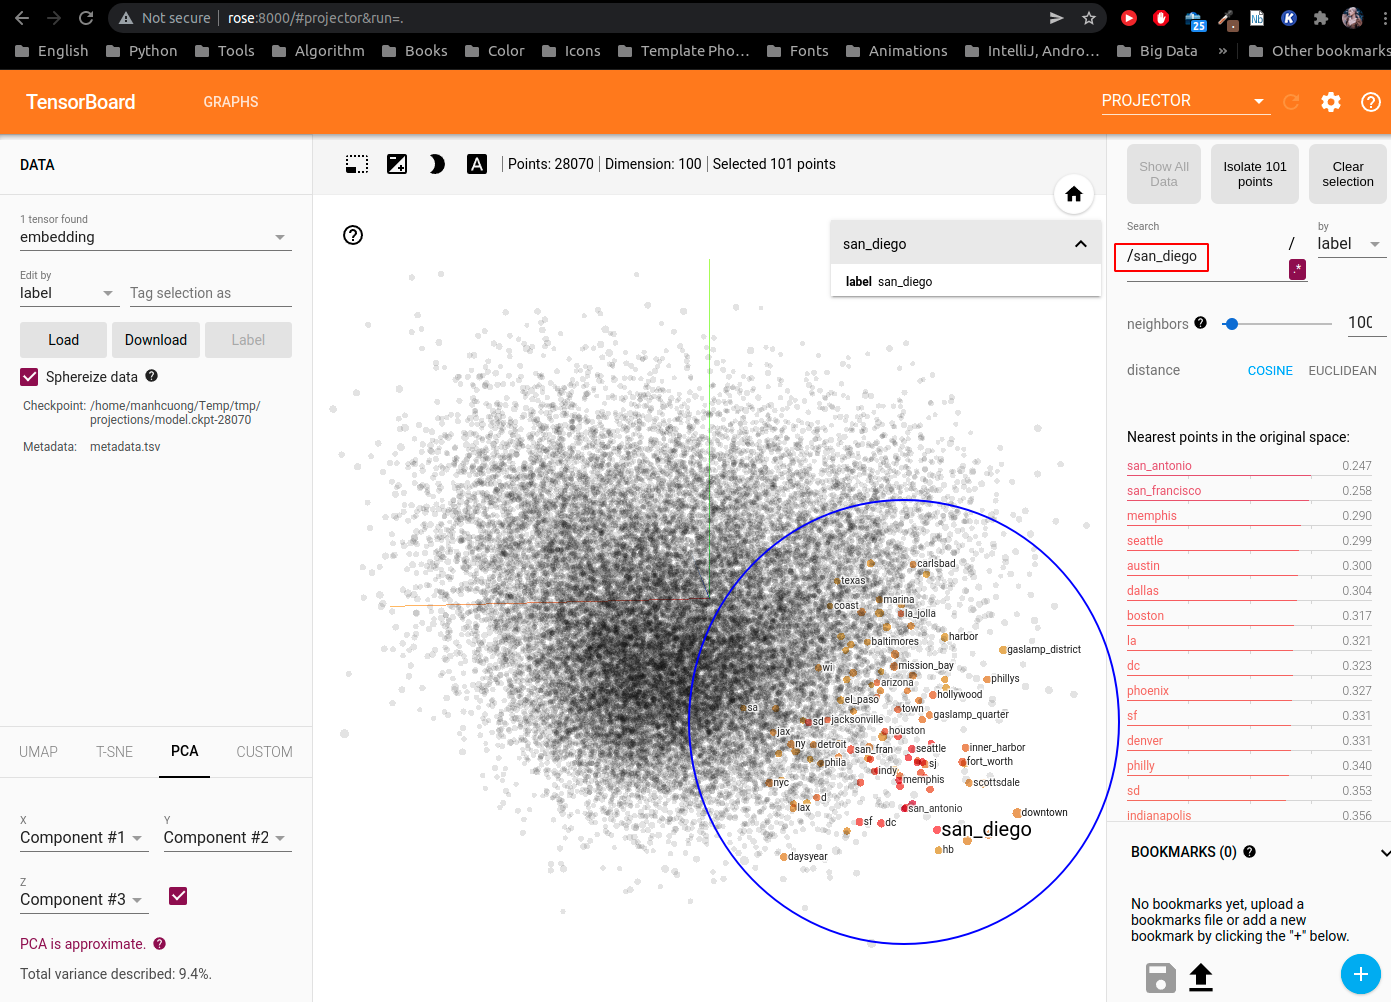 Not secure | rose:8000/#projector&run=.
25
Nb
K
English Python Tools Algorithm Books Color Icons Template Pho... Fonts Animations IntelliJ, Andro... Big Data » Other bookmarks
TensorBoard GRAPHS PROJECTOR
DATA
1 tensor found
embedding
Edit by
label Tag selection as
Load Download Label
Sphereize data
Checkpoint: /home/manhcuong/Temp/tmp/
projections/model.ckpt-28070
Metadata: metadata.tsv
UMAP T-SNE PCA CUSTOM
X Y
Component #1 Component #2
Z
Component #3
PCA is approximate.
Total variance described: 9.4%.
A | Points: 28070 | Dimension: 100 | Selected 101 points
san_diego
label san_diego
carlsbad
texas
coast
marina
la_jolla
baltimores
harbor
gaslamp_district
wi
mission_bay
arizona
phillys
hollywood
el_paso
sa
town
gaslamp_quarter
sd
jacksonville
jax
houston
ny
detroit
san_fran
seattle
inner_harbor
phila
sj
fort_worth
indy
nyc
memphis
scottsdale
d
lax
san_antonio
downtown
sf
dc
san_diego
hb
daysyear
Show All
Data
Isolate 101
points
Clear
selection
Search
/san_diego
/
.*
by
label
neighbors 100
distance COSINE EUCLIDEAN
Nearest points in the original space:
san_antonio 0.247
san_francisco 0.258
memphis 0.290
seattle 0.299
austin 0.300
dallas 0.304
boston 0.317
la 0.321
dc 0.323
phoenix 0.327
sf 0.331
denver 0.331
philly 0.340
sd 0.353
indianapolis 0.356
BOOKMARKS (0)
No bookmarks yet, upload a
bookmarks file or add a new
bookmark by clicking the "+" below.